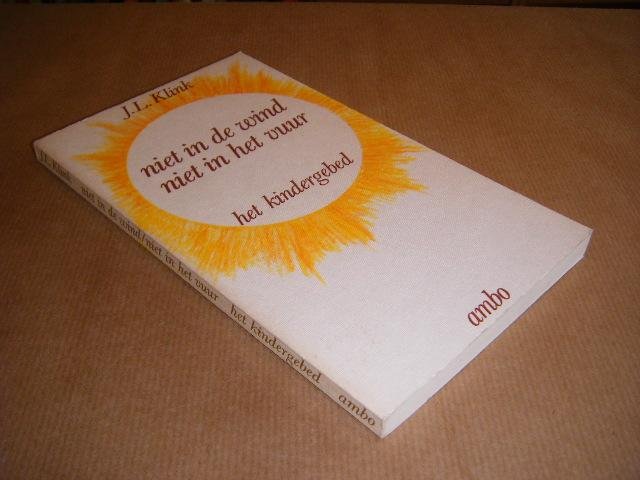 J.L. Klink
niet in de wind
niet in het vuur
het kindergebed
ambo
J.L. Klink niet in de wind/niet in het vuur het kindergebed ambo